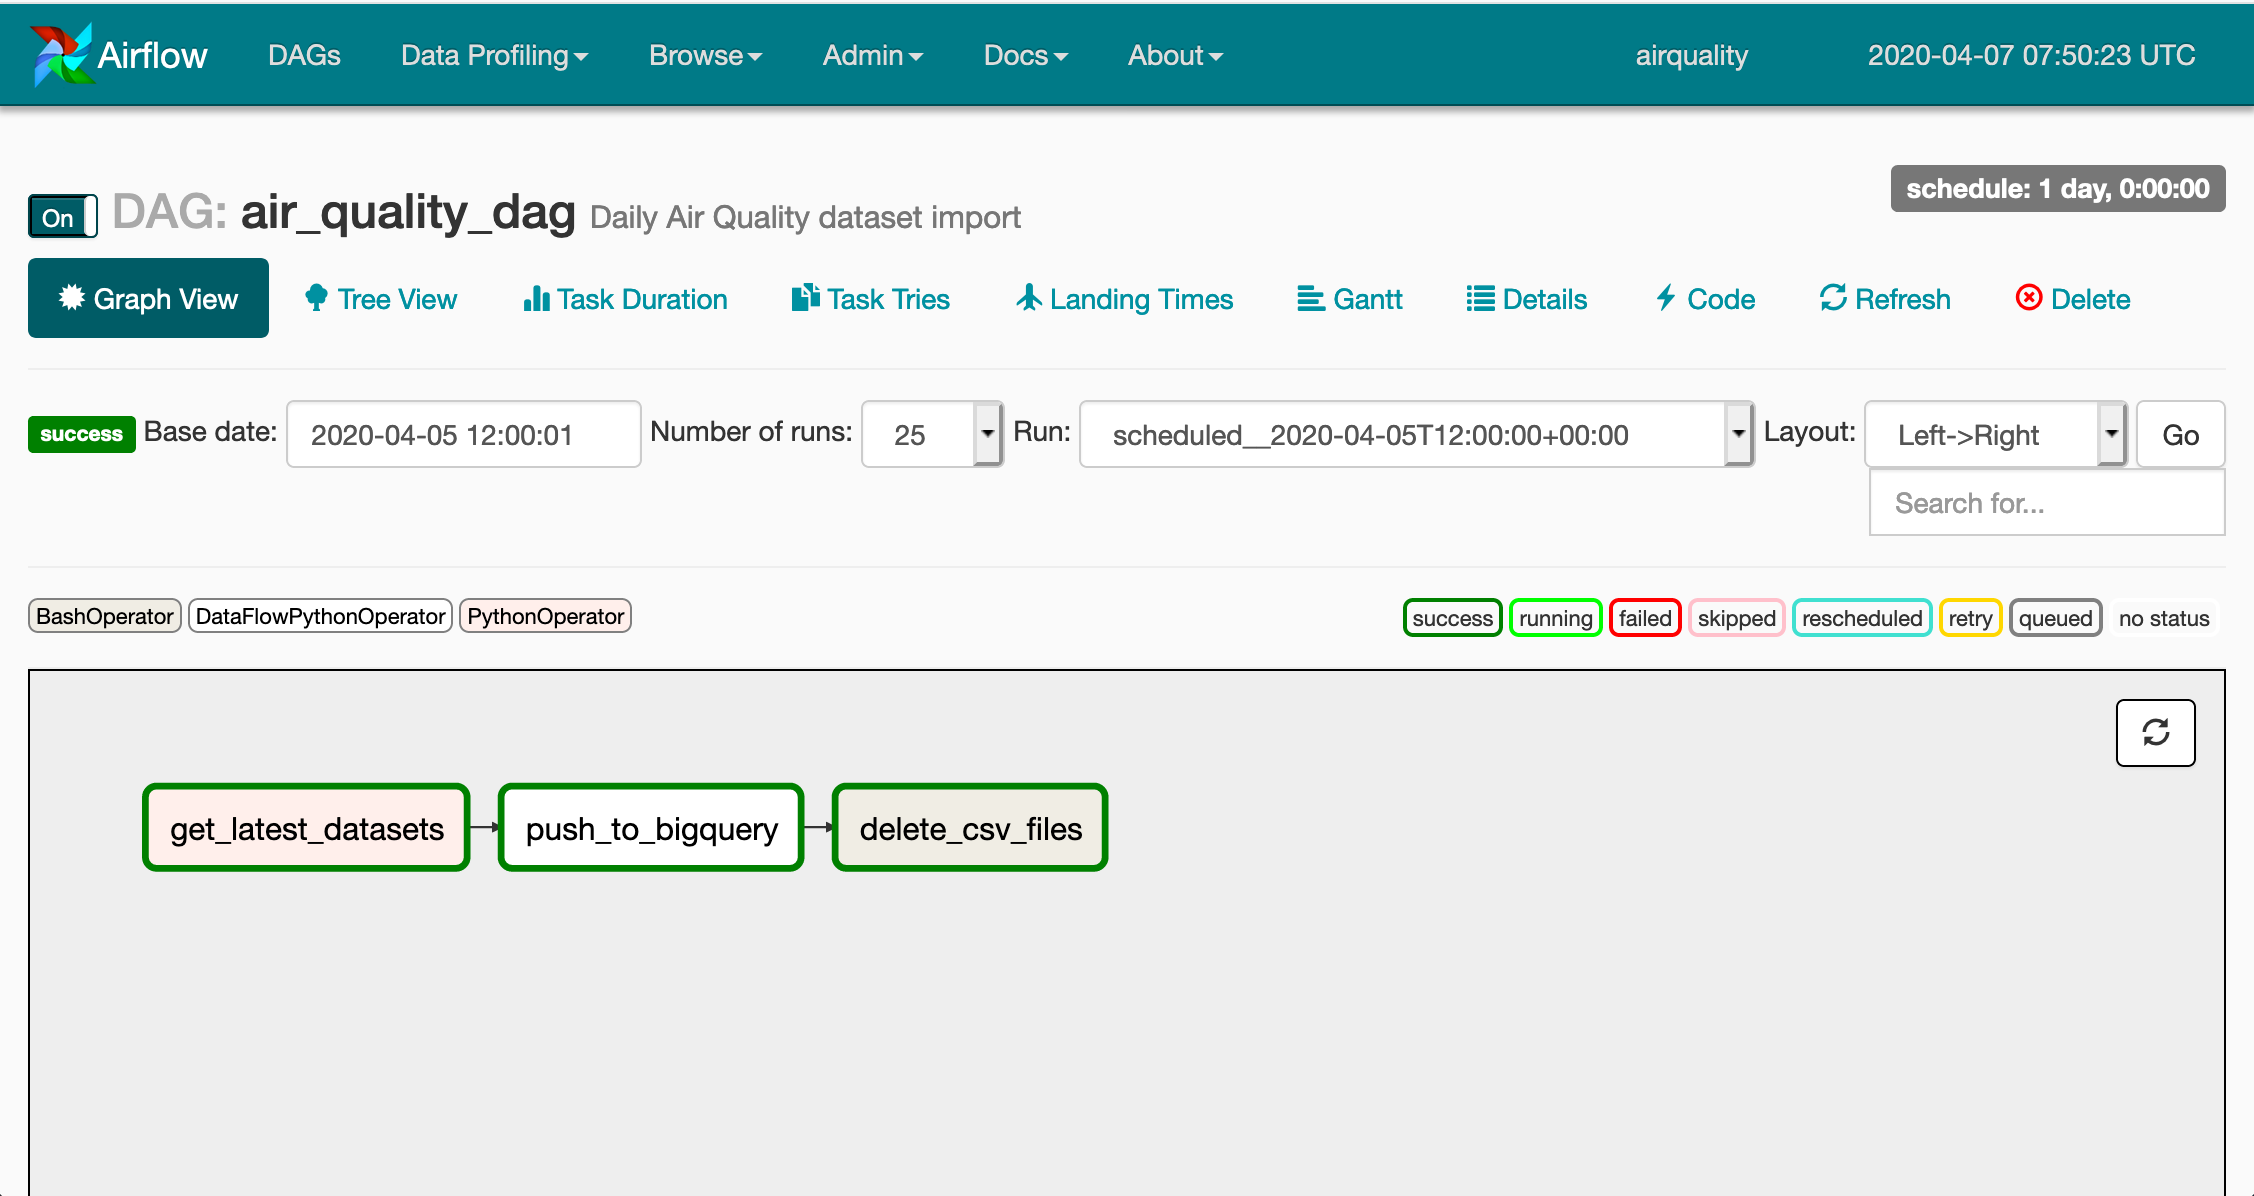 Airflow DAGs Data Profiling Browse Admin Docs About airquality 2020-04-07 07:50:23 UTC
schedule: 1 day, 0:00:00
On DAG: air_quality_dag Daily Air Quality dataset import
Graph View Tree View Task Duration Task Tries Landing Times Gantt Details Code Refresh Delete
success Base date: 2020-04-05 12:00:01 Number of runs: 25 Run: scheduled__2020-04-05T12:00:00+00:00 Layout: Left->Right Go
Search for...
BashOperator DataFlowPythonOperator PythonOperator success running failed skipped rescheduled retry queued no status
get_latest_datasets push_to_bigquery delete_csv_files